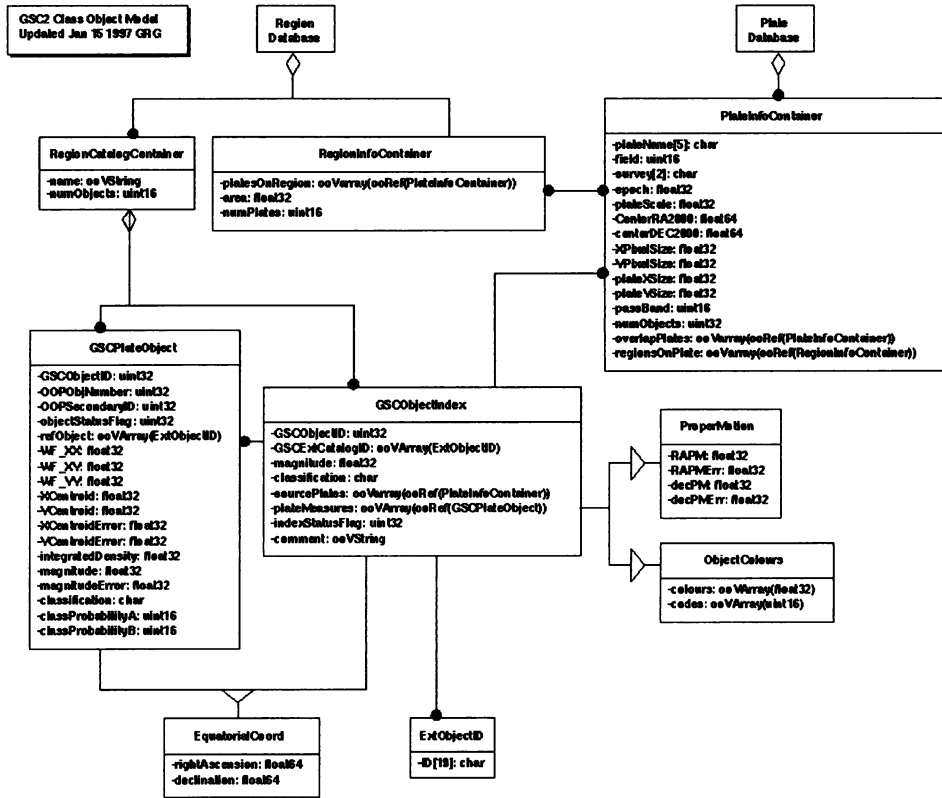 GSC2 Class Object Model
Updated Jan 15 1997 GRG
Region
Database
Plate
Database
RegionCatalogContainer
-name: ooVString
-numObjects: uint16
RegionInfoContainer
-platesOnRegion: ooVarray(ooRef(PlateInfoContainer))
-area: float32
-numPlates: uint16
PlateInfoContainer
-plateName[5]: char
-field: uint16
-survey[2]: char
-epoch: float32
-plateScale: float32
-CenterRA2000: float64
-centerDEC2000: float64
-XPixelSize: float32
-YPixelSize: float32
-plateXSize: float32
-plateYSize: float32
-passBand: uint16
-numObjects: uint32
-overlapPlates: ooVarray(ooRef(PlateInfoContainer))
-regionsOnPlate: ooVarray(ooRef(RegionInfoContainer))
GSCPlateObject
-GSCObjectID: uint32
-OOPObjNumber: uint32
-OOPSecondaryID: uint32
-objectStatusFlag: uint32
-refObject: ooVArray(ExtObjectID)
-WF_XX: float32
-WF_XY: float32
-WF_YY: float32
-XCentroid: float32
-YCentroid: float32
-XCentroidError: float32
-YCentroidError: float32
-integratedDensity: float32
-magnitude: float32
-magnitudeError: float32
-classification: char
-classProbabilityA: uint16
-classProbabilityB: uint16
GSCObjectIndex
-GSCObjectID: uint32
-GSCExtCatalogID: ooVArray(ExtObjectID)
-magnitude: float32
-classification: char
-sourcePlates: ooVarray(ooRef(PlateInfoContainer))
-plateMeasures: ooVArray(ooRef(GSCPlateObject))
-indexStatusFlag: uint32
-comment: ooVString
ProperMotion
-RAPM: float32
-RAPMErr: float32
-decPM: float32
-decPMErr: float32
ObjectColours
-colours: ooVArray(float32)
-codes: ooVArray(uint16)
EquatorialCoord
-rightAscension: float64
-declination: float64
ExtObjectID
-ID[19]: char